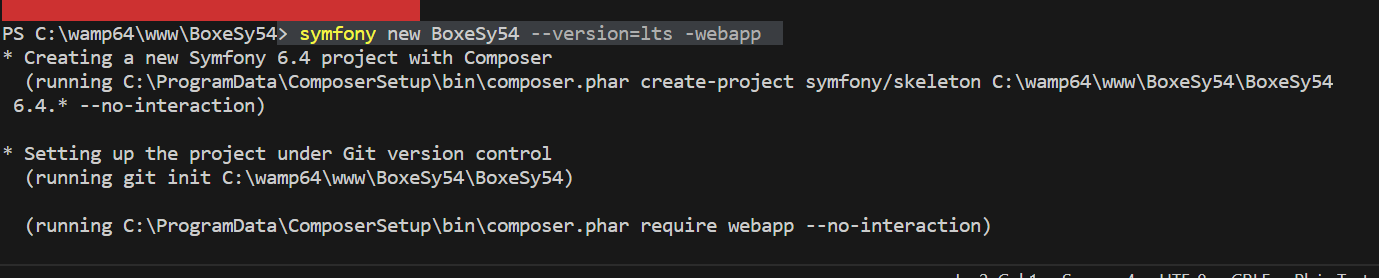 PS C:\wamp64\www\BoxeSy54> symfony new BoxeSy54 --version=lts -webapp
* Creating a new Symfony 6.4 project with Composer
(running C:\ProgramData\ComposerSetup\bin\composer.phar create-project symfony/skeleton C:\wamp64\www\BoxeSy54\BoxeSy54
6.4.* --no-interaction)
* Setting up the project under Git version control
(running git init C:\wamp64\www\BoxeSy54\BoxeSy54)
(running C:\ProgramData\ComposerSetup\bin\composer.phar require webapp --no-interaction)